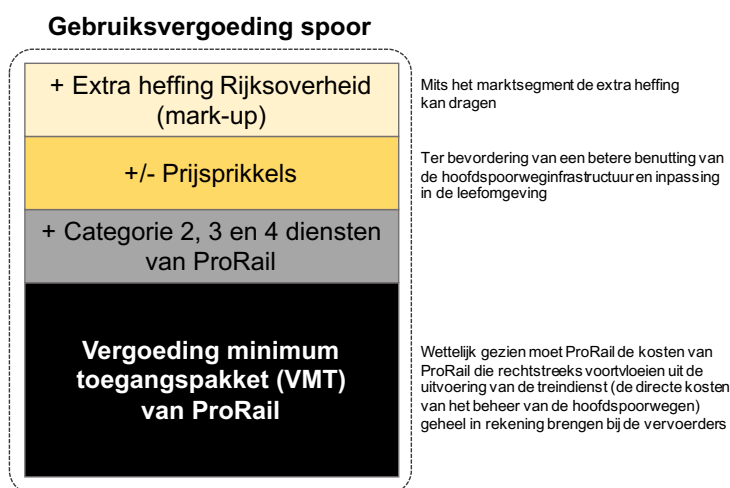 Gebruiksvergoeding spoor
+ Extra heffing Rijksoverheid
(mark-up)
Mits het marktsegment de extra heffing
kan dragen
+/- Prijsprikkels
Ter bevordering van een betere benutting van
de hoofdspoorweginfrastructuur en inpassing
in de leefomgeving
+ Categorie 2, 3 en 4 diensten
van ProRail
Vergoeding minimum
toegangspakket (VMT)
van ProRail
Wettelijk gezien moet ProRail de kosten van
ProRail die rechtstreeks voortvloeien uit de
uitvoering van de treindienst (de directe kosten
van het beheer van de hoofdspoorwegen)
geheel in rekening brengen bij de vervoerders